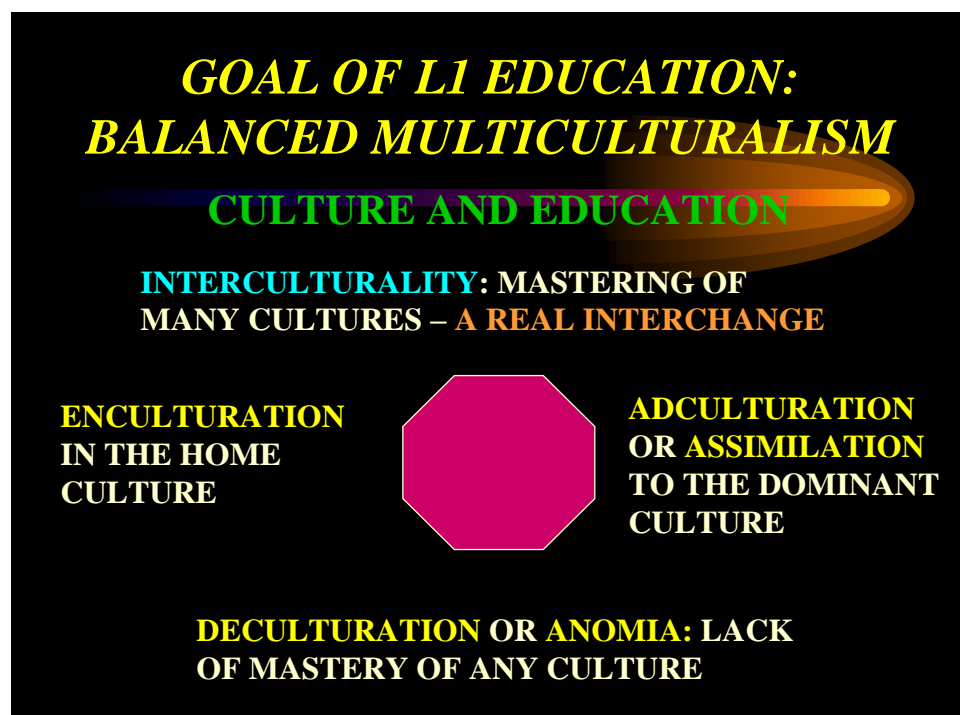 GOAL OF L1 EDUCATION:
BALANCED MULTICULTURALISM
CULTURE AND EDUCATION
INTERCULTURALITY: MASTERING OF
MANY CULTURES – A REAL INTERCHANGE
ENCULTURATION
IN THE HOME
CULTURE
ADCULTURATION
OR ASSIMILATION
TO THE DOMINANT
CULTURE
DECULTURATION OR ANOMIA: LACK
OF MASTERY OF ANY CULTURE